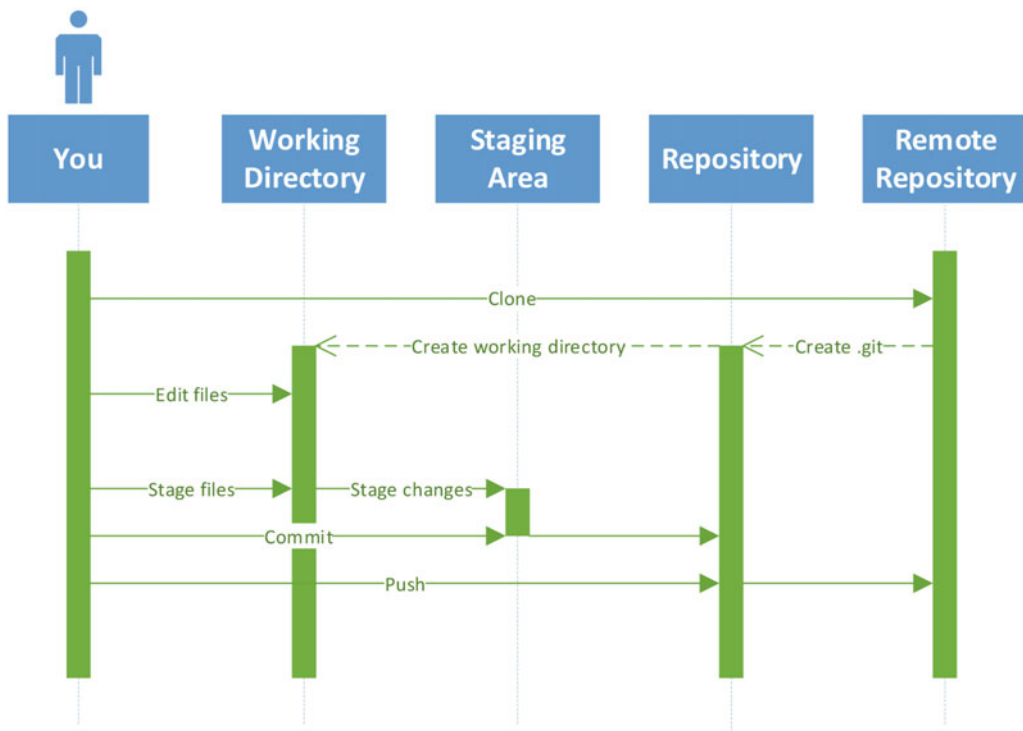 You
Working
Directory
Staging
Area
Repository
Remote
Repository
Clone
Create working directory
Create .git
Edit files
Stage files
Stage changes
Commit
Push